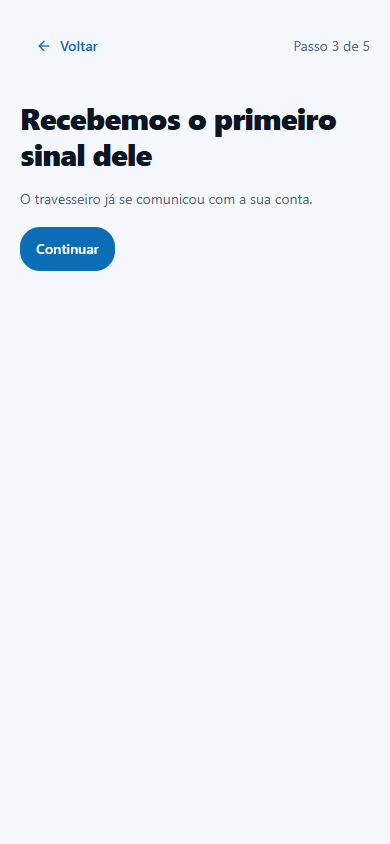 Voltar
Passo 3 de 5
Recebemos o primeiro
sinal dele
O travesseiro já se comunicou com a sua conta.
Continuar